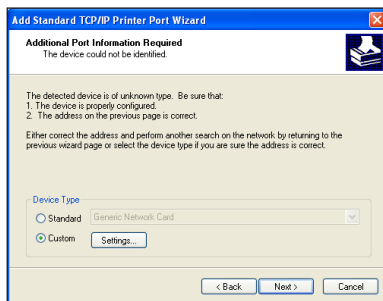 Add Standard TCP/IP Printer Port Wizard
Additional Port Information Required
The device could not be identified.
The detected device is of unknown type. Be sure that:
1. The device is properly configured.
2. The address on the previous page is correct.
Either correct the address and perform another search on the network by returning to the
previous wizard page or select the device type if you are sure the address is correct.
Device Type
Standard Generic Network Card
Custom Settings...
< Back Next > Cancel